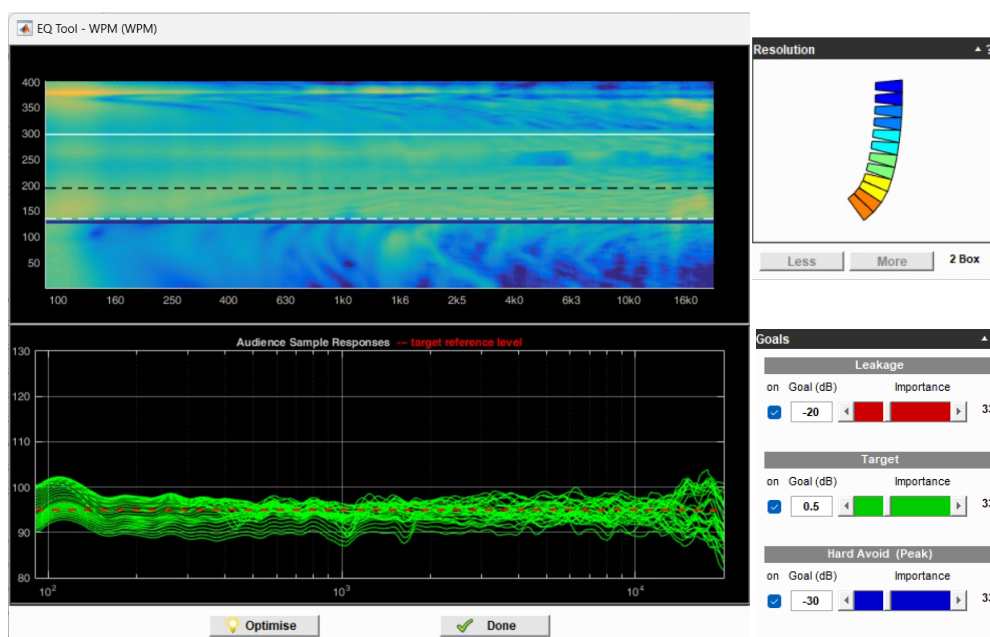 EQ Tool - WPM (WPM)
400
350
300
250
200
150
100
50
100 160 250 400 630 1k0 1k6 2k5 4k0 6k3 10k0 16k0
Audience Sample Responses --- target reference level
130
120
110
100
90
80
10² 10³ 10⁴
Optimise Done
Resolution ?
Less More 2 Box
Goals
Leakage
on Goal (dB) Importance
-20
Target
on Goal (dB) Importance
0.5
Hard Avoid (Peak)
on Goal (dB) Importance
-30